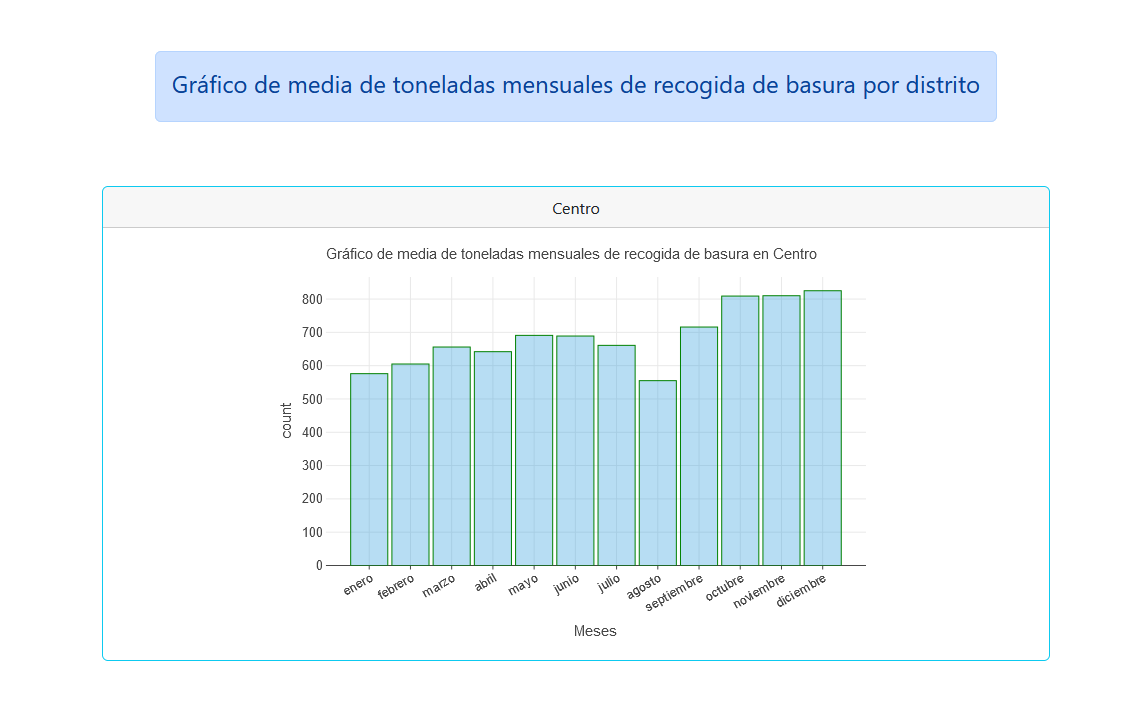 Gráfico de media de toneladas mensuales de recogida de basura por distrito
Centro
Gráfico de media de toneladas mensuales de recogida de basura en Centro
800
700
600
500
400
300
200
100
0
count
enero
febrero
marzo
abril
mayo
junio
julio
agosto
septiembre
octubre
noviembre
diciembre
Meses